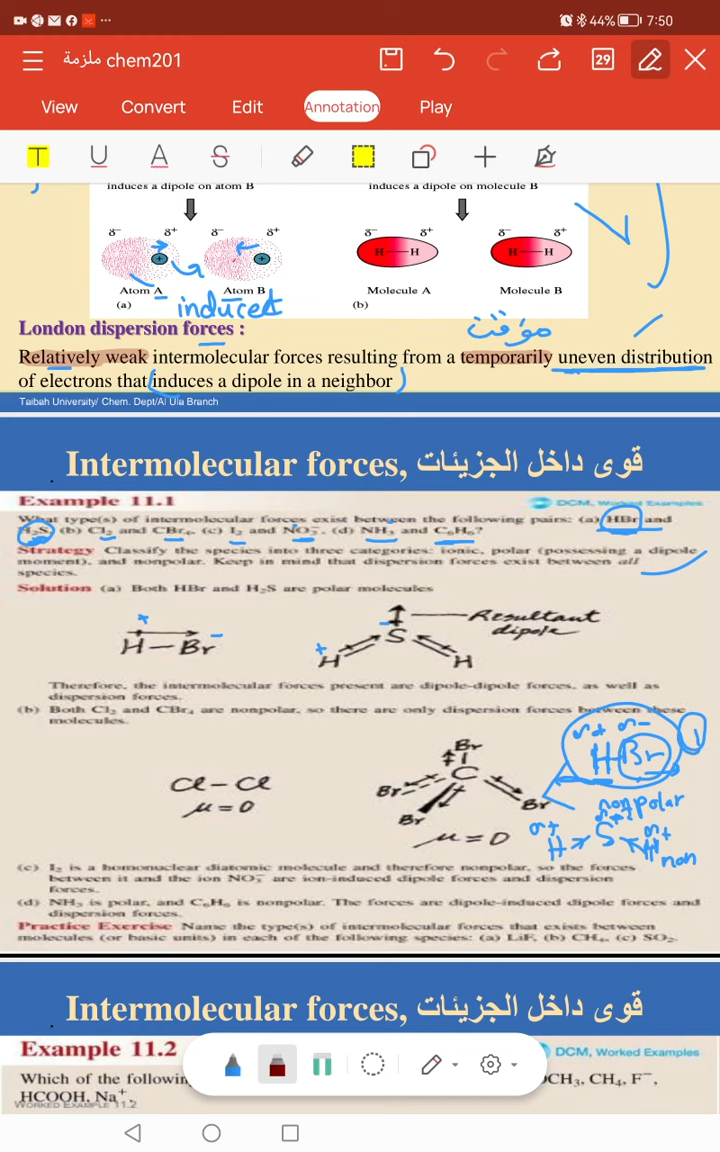 44% 7:50
ملزمة chem201
29
View Convert Edit Annotation Play
T U A S
induces a dipole on atom B induces a dipole on molecule B
δ− δ+ δ− δ+ δ− δ+ δ− δ+
+ + H—H H—H
Atom A Atom B Molecule A Molecule B
(a) (b)
induced
مؤقت
London dispersion forces :
Relatively weak intermolecular forces resulting from a temporarily uneven distribution
of electrons that induces a dipole in a neighbor
Taibah University/ Chem. Dept/Al Ula Branch
Intermolecular forces, قوى داخل الجزيئات
Example 11.1 DCM, Worked Examples
What type(s) of intermolecular forces exist between the following pairs: (a) HBr and
H₂S, (b) Cl₂ and CBr₄, (c) I₂ and NO₃⁻, (d) NH₃ and C₆H₆?
Strategy Classify the species into three categories: ionic, polar (possessing a dipole
moment), and nonpolar. Keep in mind that dispersion forces exist between all
species.
Solution (a) Both HBr and H₂S are polar molecules
+ − − + Resultant
H — Br S dipole
H H
Therefore, the intermolecular forces present are dipole-dipole forces, as well as
dispersion forces.
(b) Both Cl₂ and CBr₄ are nonpolar, so there are only dispersion forces between these
molecules.
δ+ δ−
H-Br 1
Br
Cl — Cl C
μ = 0 Br Br
Br
μ = 0
nonpolar
δ+ δ+
H S H
non
(c) I₂ is a homonuclear diatomic molecule and therefore nonpolar, so the forces
between it and the ion NO₃⁻ are ion-induced dipole forces and dispersion
forces.
(d) NH₃ is polar, and C₆H₆ is nonpolar. The forces are dipole-induced dipole forces and
dispersion forces.
Practice Exercise Name the type(s) of intermolecular forces that exists between
molecules (or basic units) in each of the following species: (a) LiF, (b) CH₄, (c) SO₂.
Intermolecular forces, قوى داخل الجزيئات
Example 11.2 DCM, Worked Examples
Which of the followin OCH₃, CH₄, F⁻,
HCOOH, Na⁺.
WORKED EXAMPLE 11.2